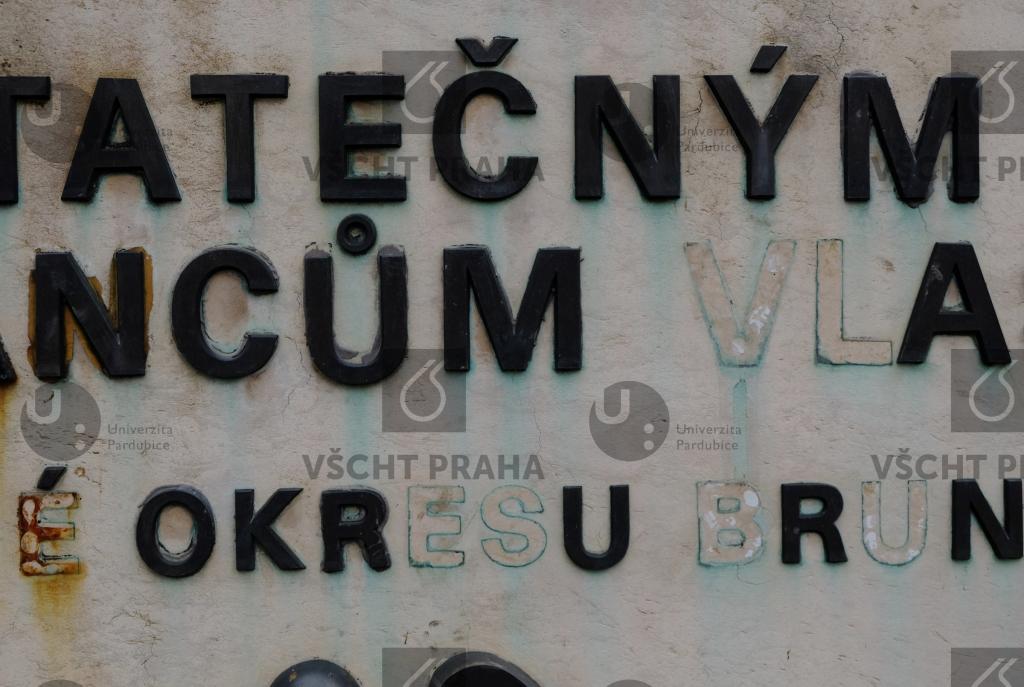 TATEČNÝM
NCŮM VLA
É OKRESU BRUN